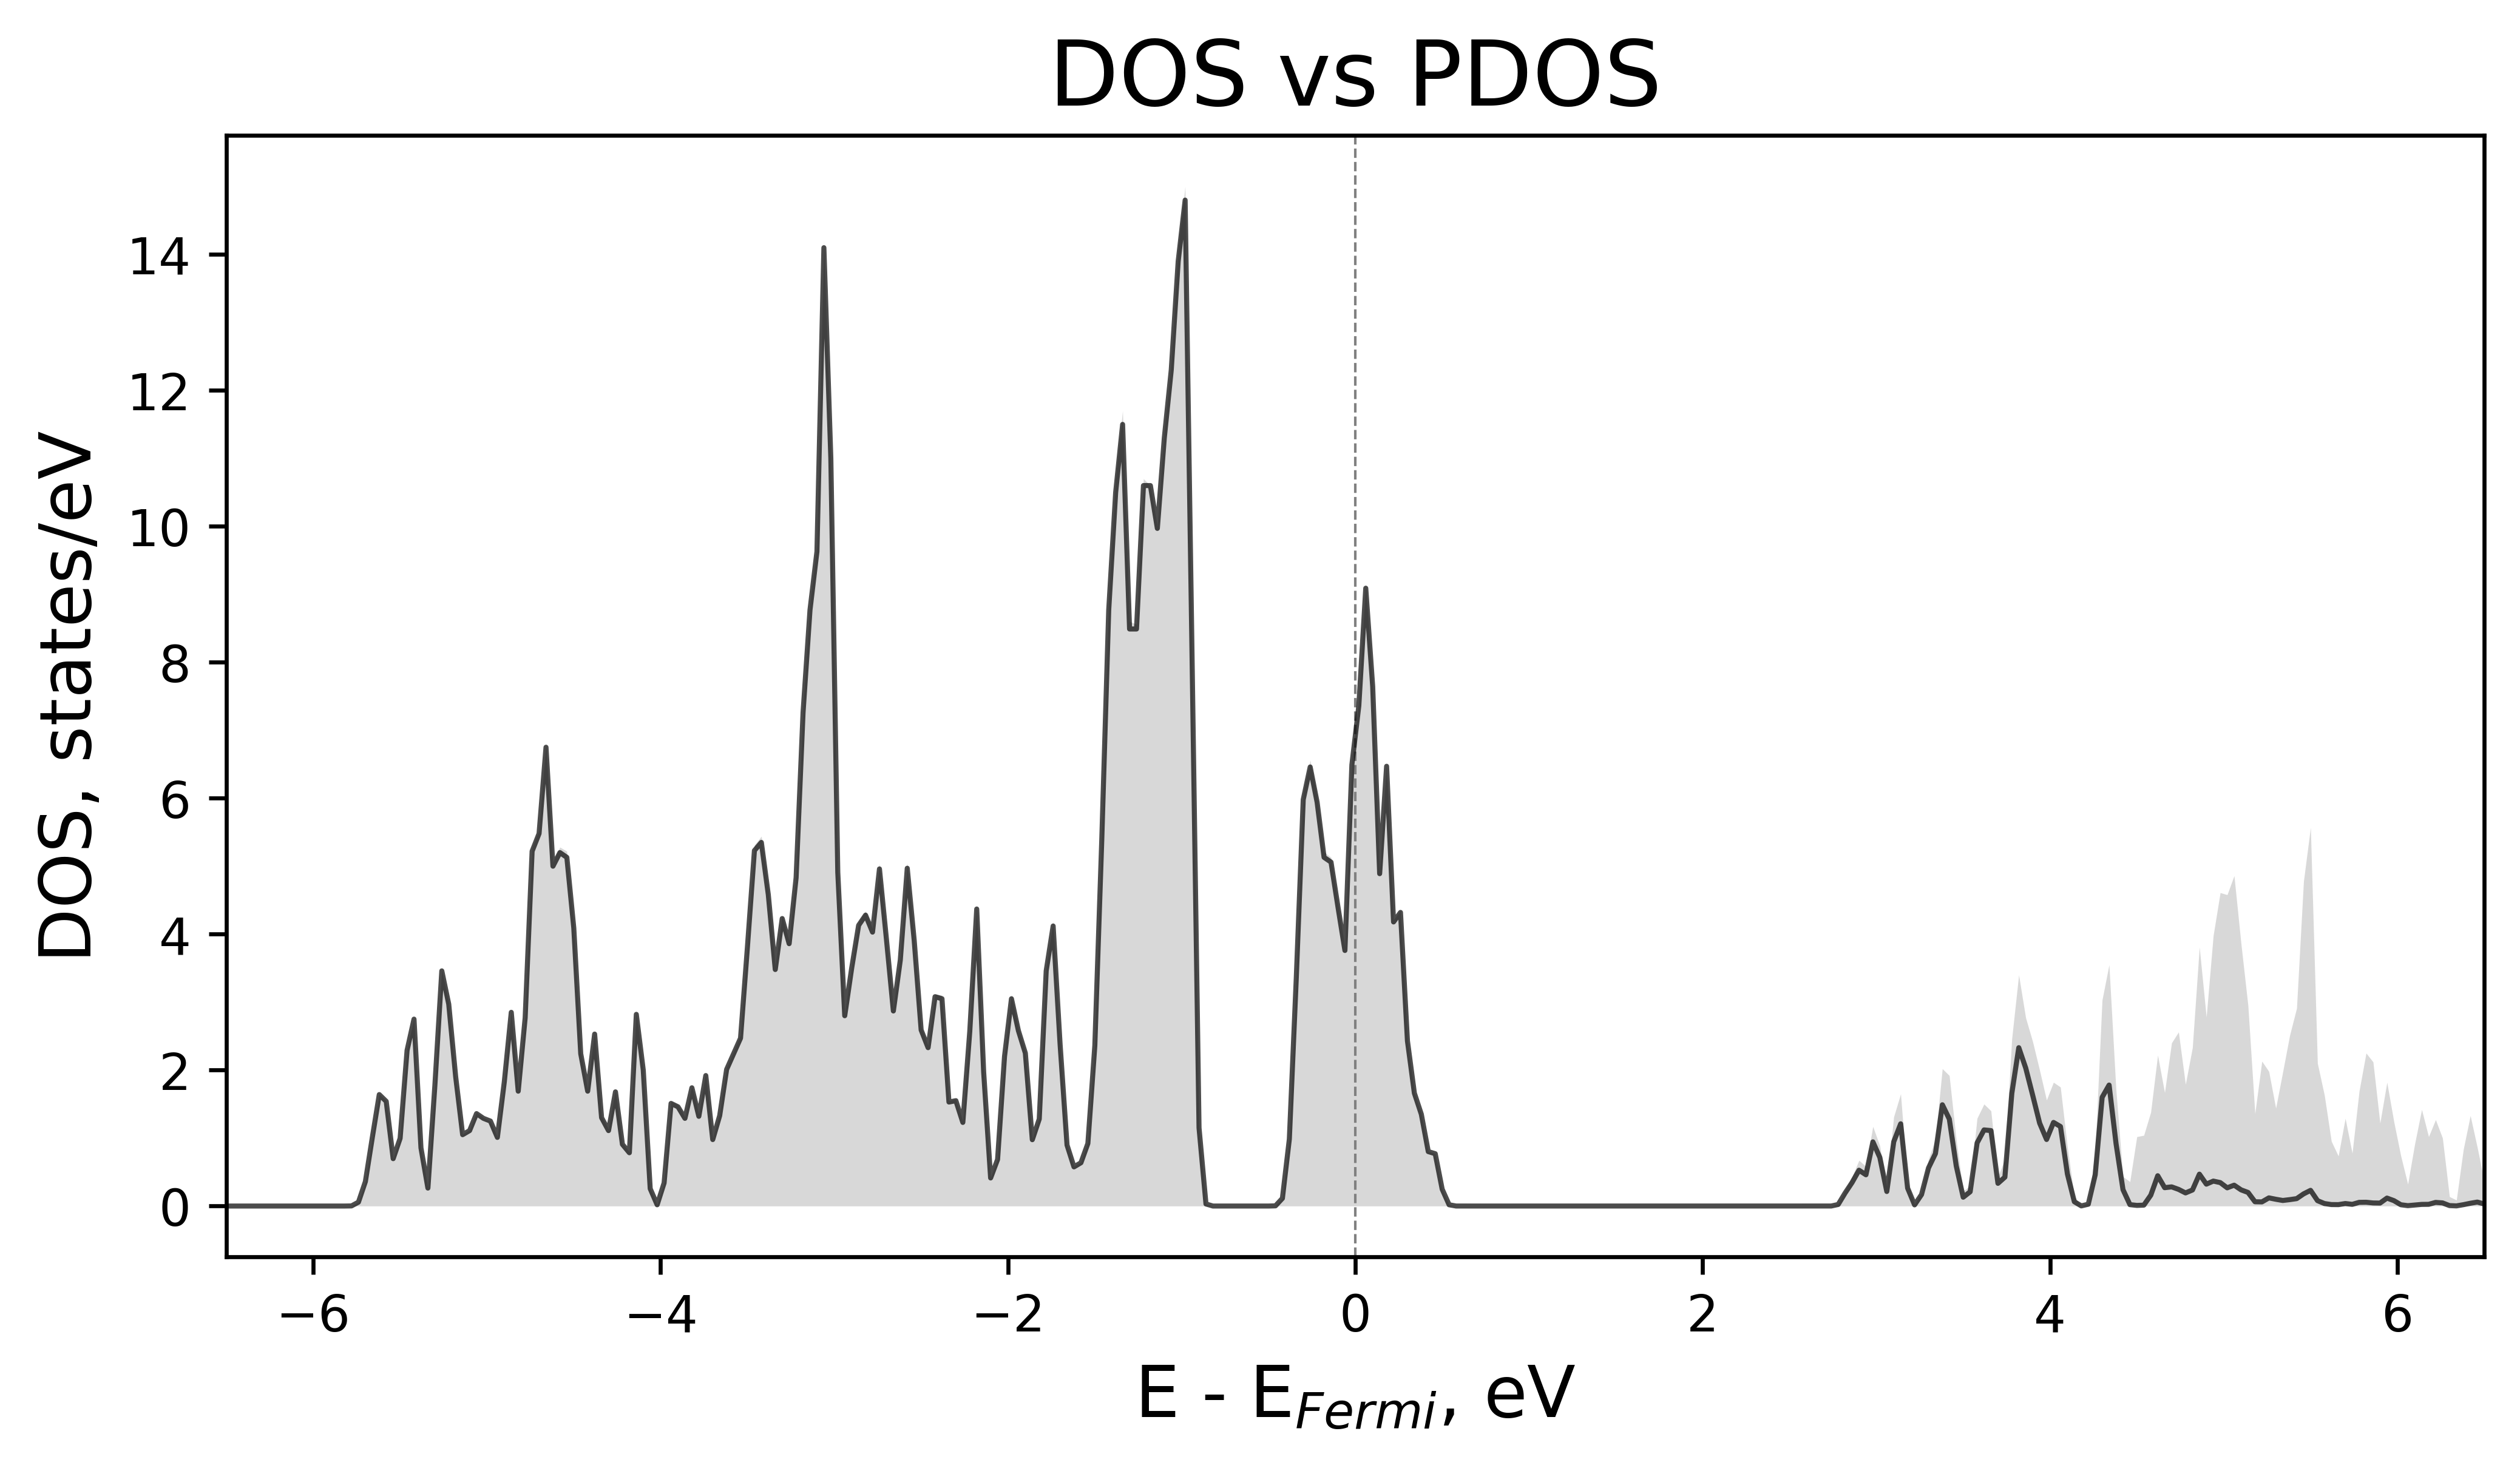 DOS vs PDOS
DOS, states/eV
14
12
10
8
6
4
2
0
−6 −4 −2 0 2 4 6
E - E_Fermi, eV